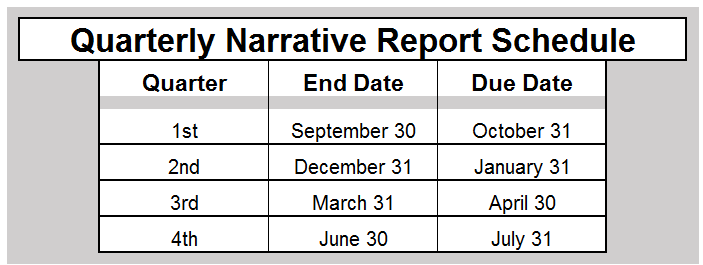 Quarterly Narrative Report Schedule
Quarter End Date Due Date
1st September 30 October 31
2nd December 31 January 31
3rd March 31 April 30
4th June 30 July 31